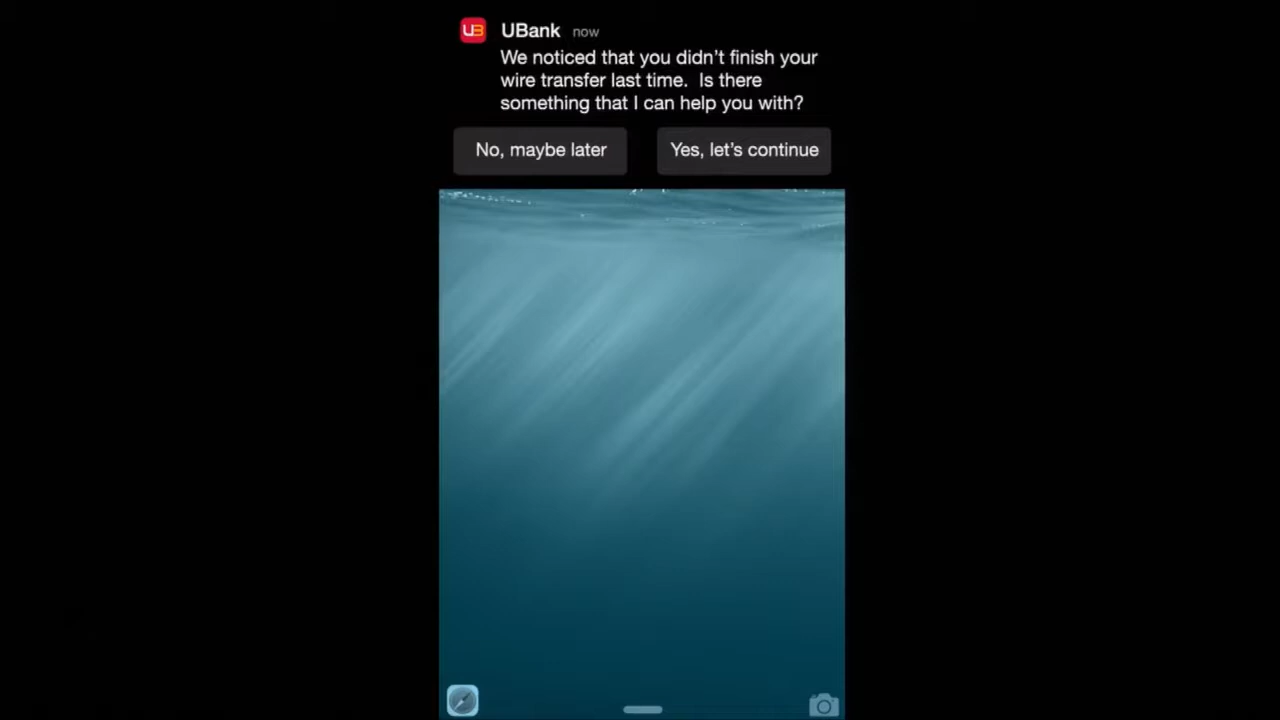 UB UBank now
We noticed that you didn't finish your
wire transfer last time.  Is there
something that I can help you with?
No, maybe later Yes, let's continue